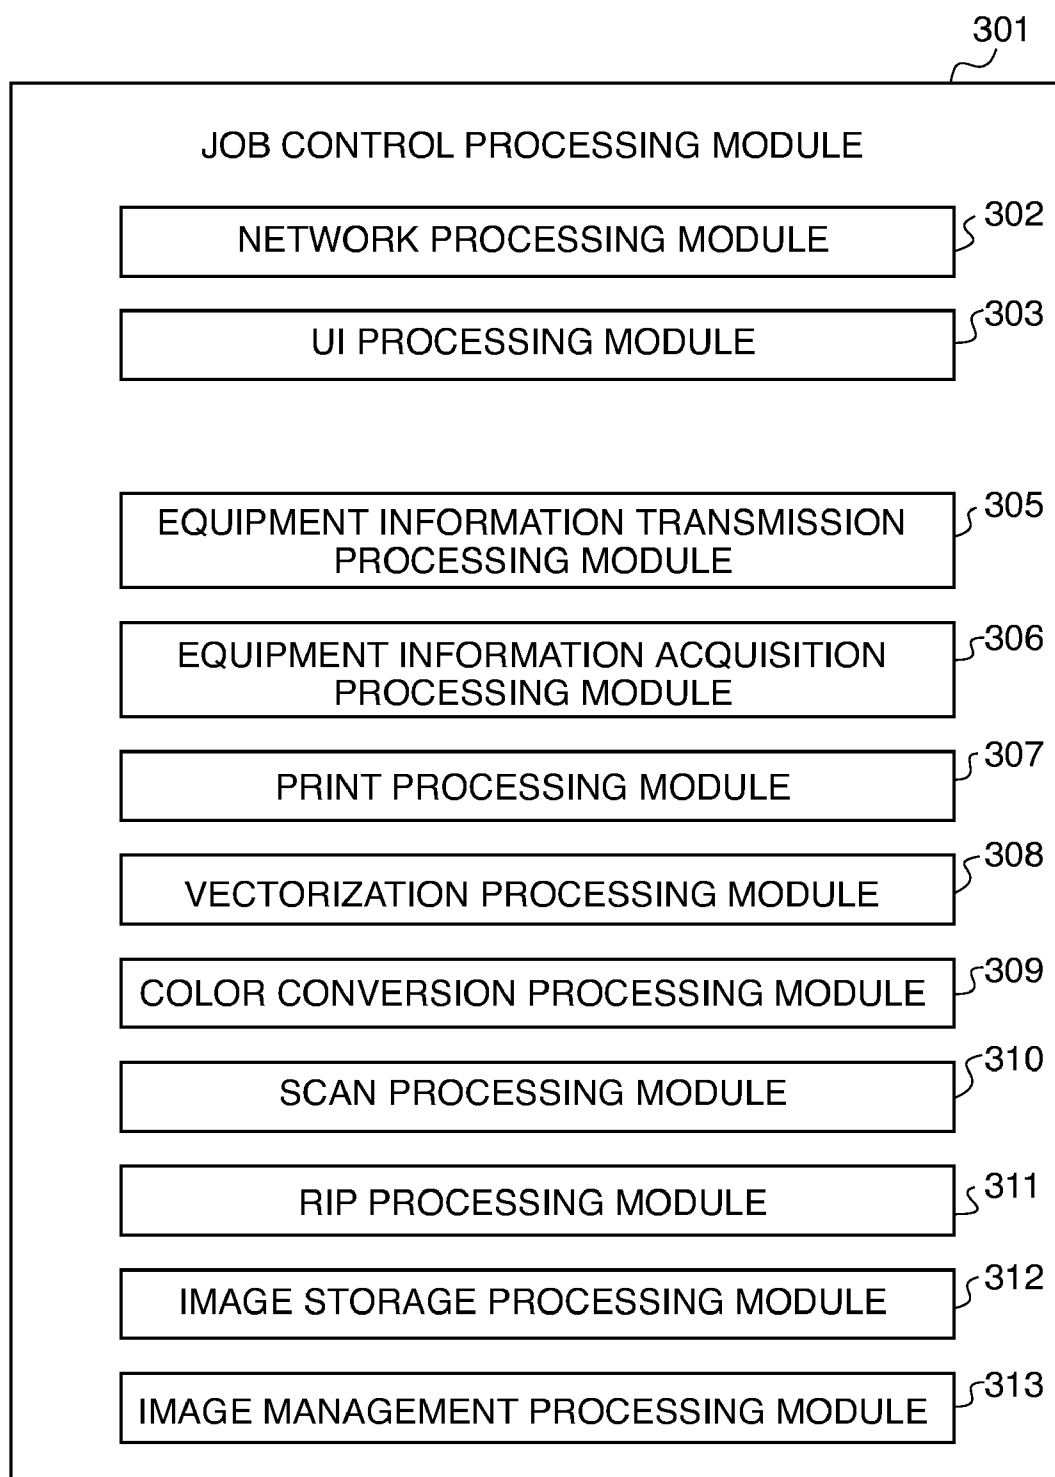 301
JOB CONTROL PROCESSING MODULE
302
NETWORK PROCESSING MODULE
303
UI PROCESSING MODULE
305
EQUIPMENT INFORMATION TRANSMISSION
PROCESSING MODULE
306
EQUIPMENT INFORMATION ACQUISITION
PROCESSING MODULE
307
PRINT PROCESSING MODULE
308
VECTORIZATION PROCESSING MODULE
309
COLOR CONVERSION PROCESSING MODULE
310
SCAN PROCESSING MODULE
311
RIP PROCESSING MODULE
312
IMAGE STORAGE PROCESSING MODULE
313
IMAGE MANAGEMENT PROCESSING MODULE